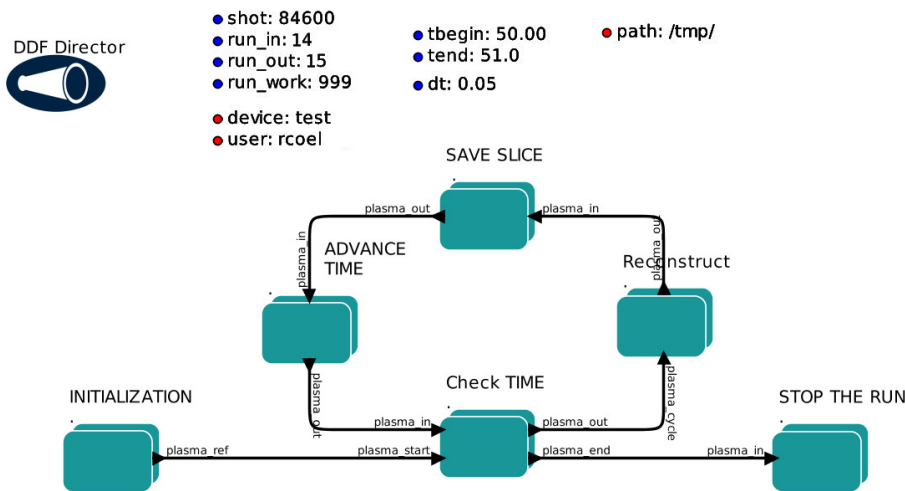 DDF Director
shot: 84600
run_in: 14
run_out: 15
run_work: 999
device: test
user: rcoel
tbegin: 50.00
tend: 51.0
dt: 0.05
path: /tmp/
SAVE SLICE
plasma_out
plasma_in
plasma_in
ADVANCE
TIME
plasma_out
Reconstruct
plasma_cycle
INITIALIZATION
plasma_ref
Check TIME
plasma_in
plasma_out
plasma_start
plasma_end
STOP THE RUN
plasma_in